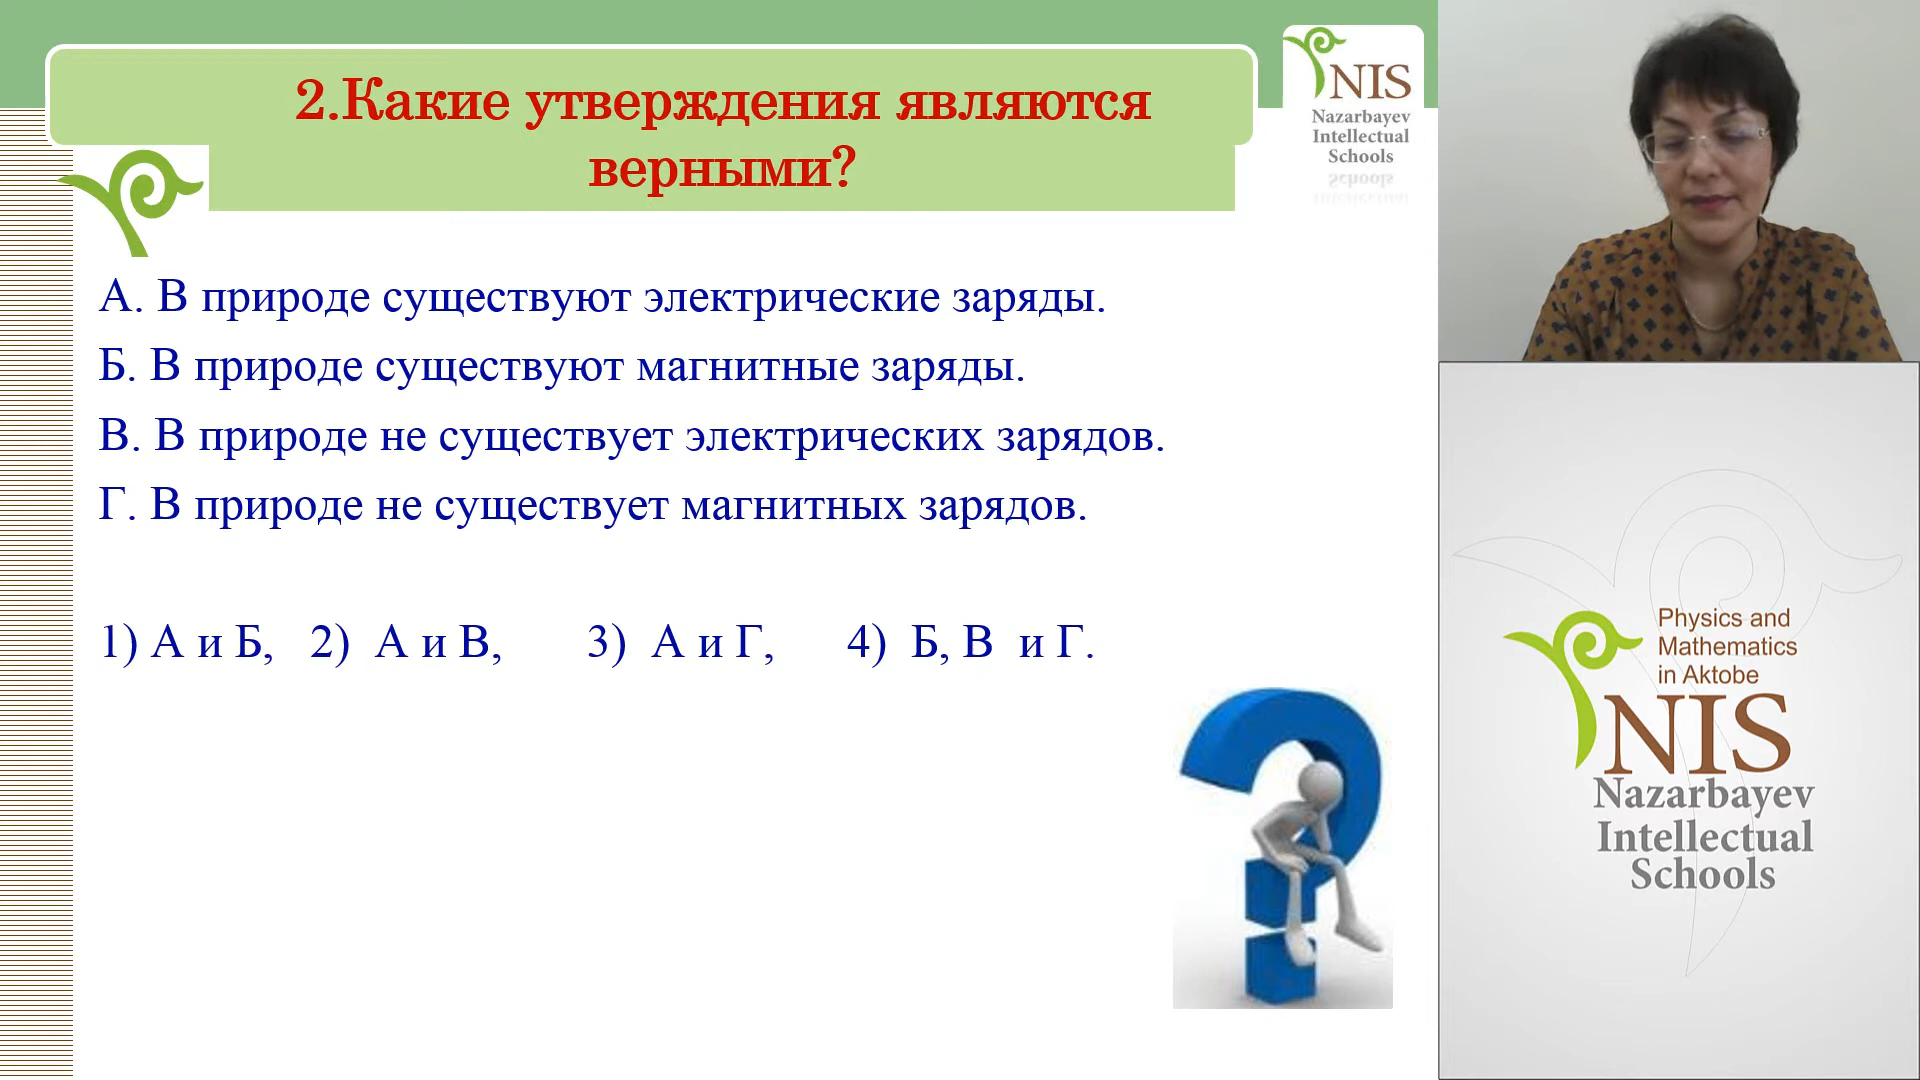 2.Какие утверждения являются
верными?
NIS
Nazarbayev
Intellectual
Schools
А. В природе существуют электрические заряды.
Б. В природе существуют магнитные заряды.
В. В природе не существует электрических зарядов.
Г. В природе не существует магнитных зарядов.
1) А и Б, 2) А и В, 3) А и Г, 4) Б, В и Г.
Physics and
Mathematics
in Aktobe
NIS
Nazarbayev
Intellectual
Schools